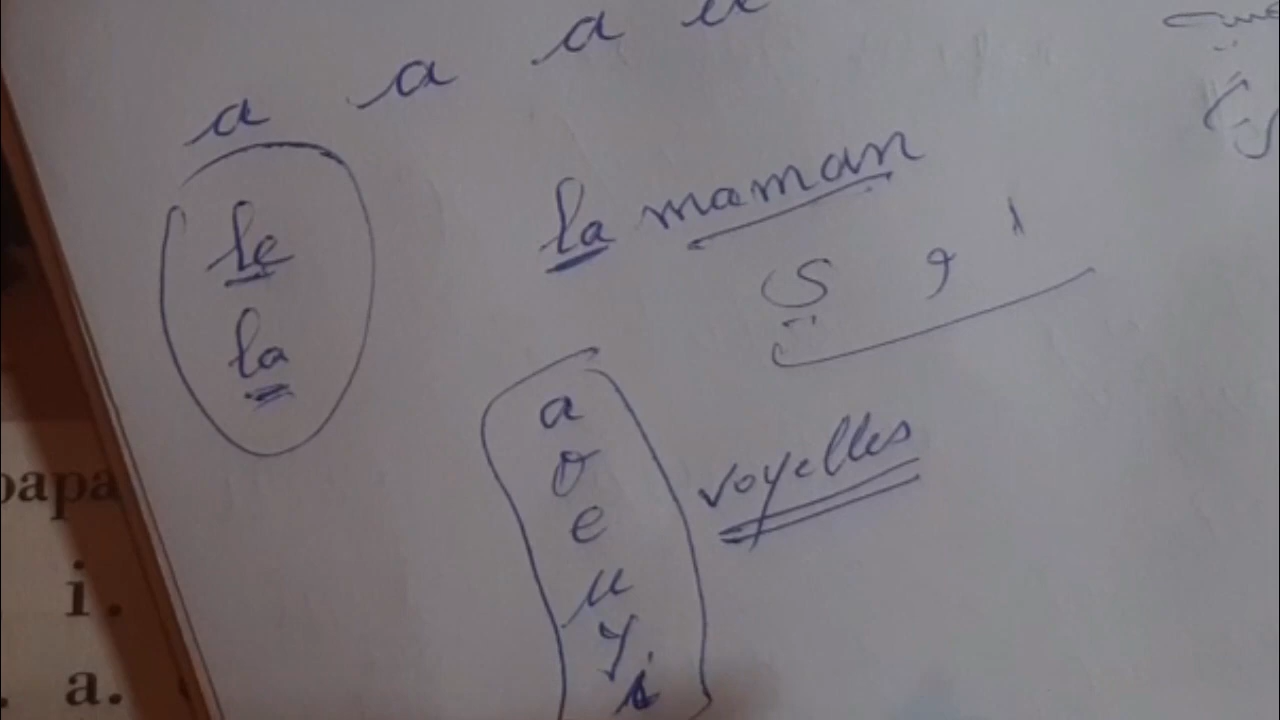 a a a a
le
la
la maman
ي و ا
a
o
e
u
y
i
voyelles
papa
i.
a.